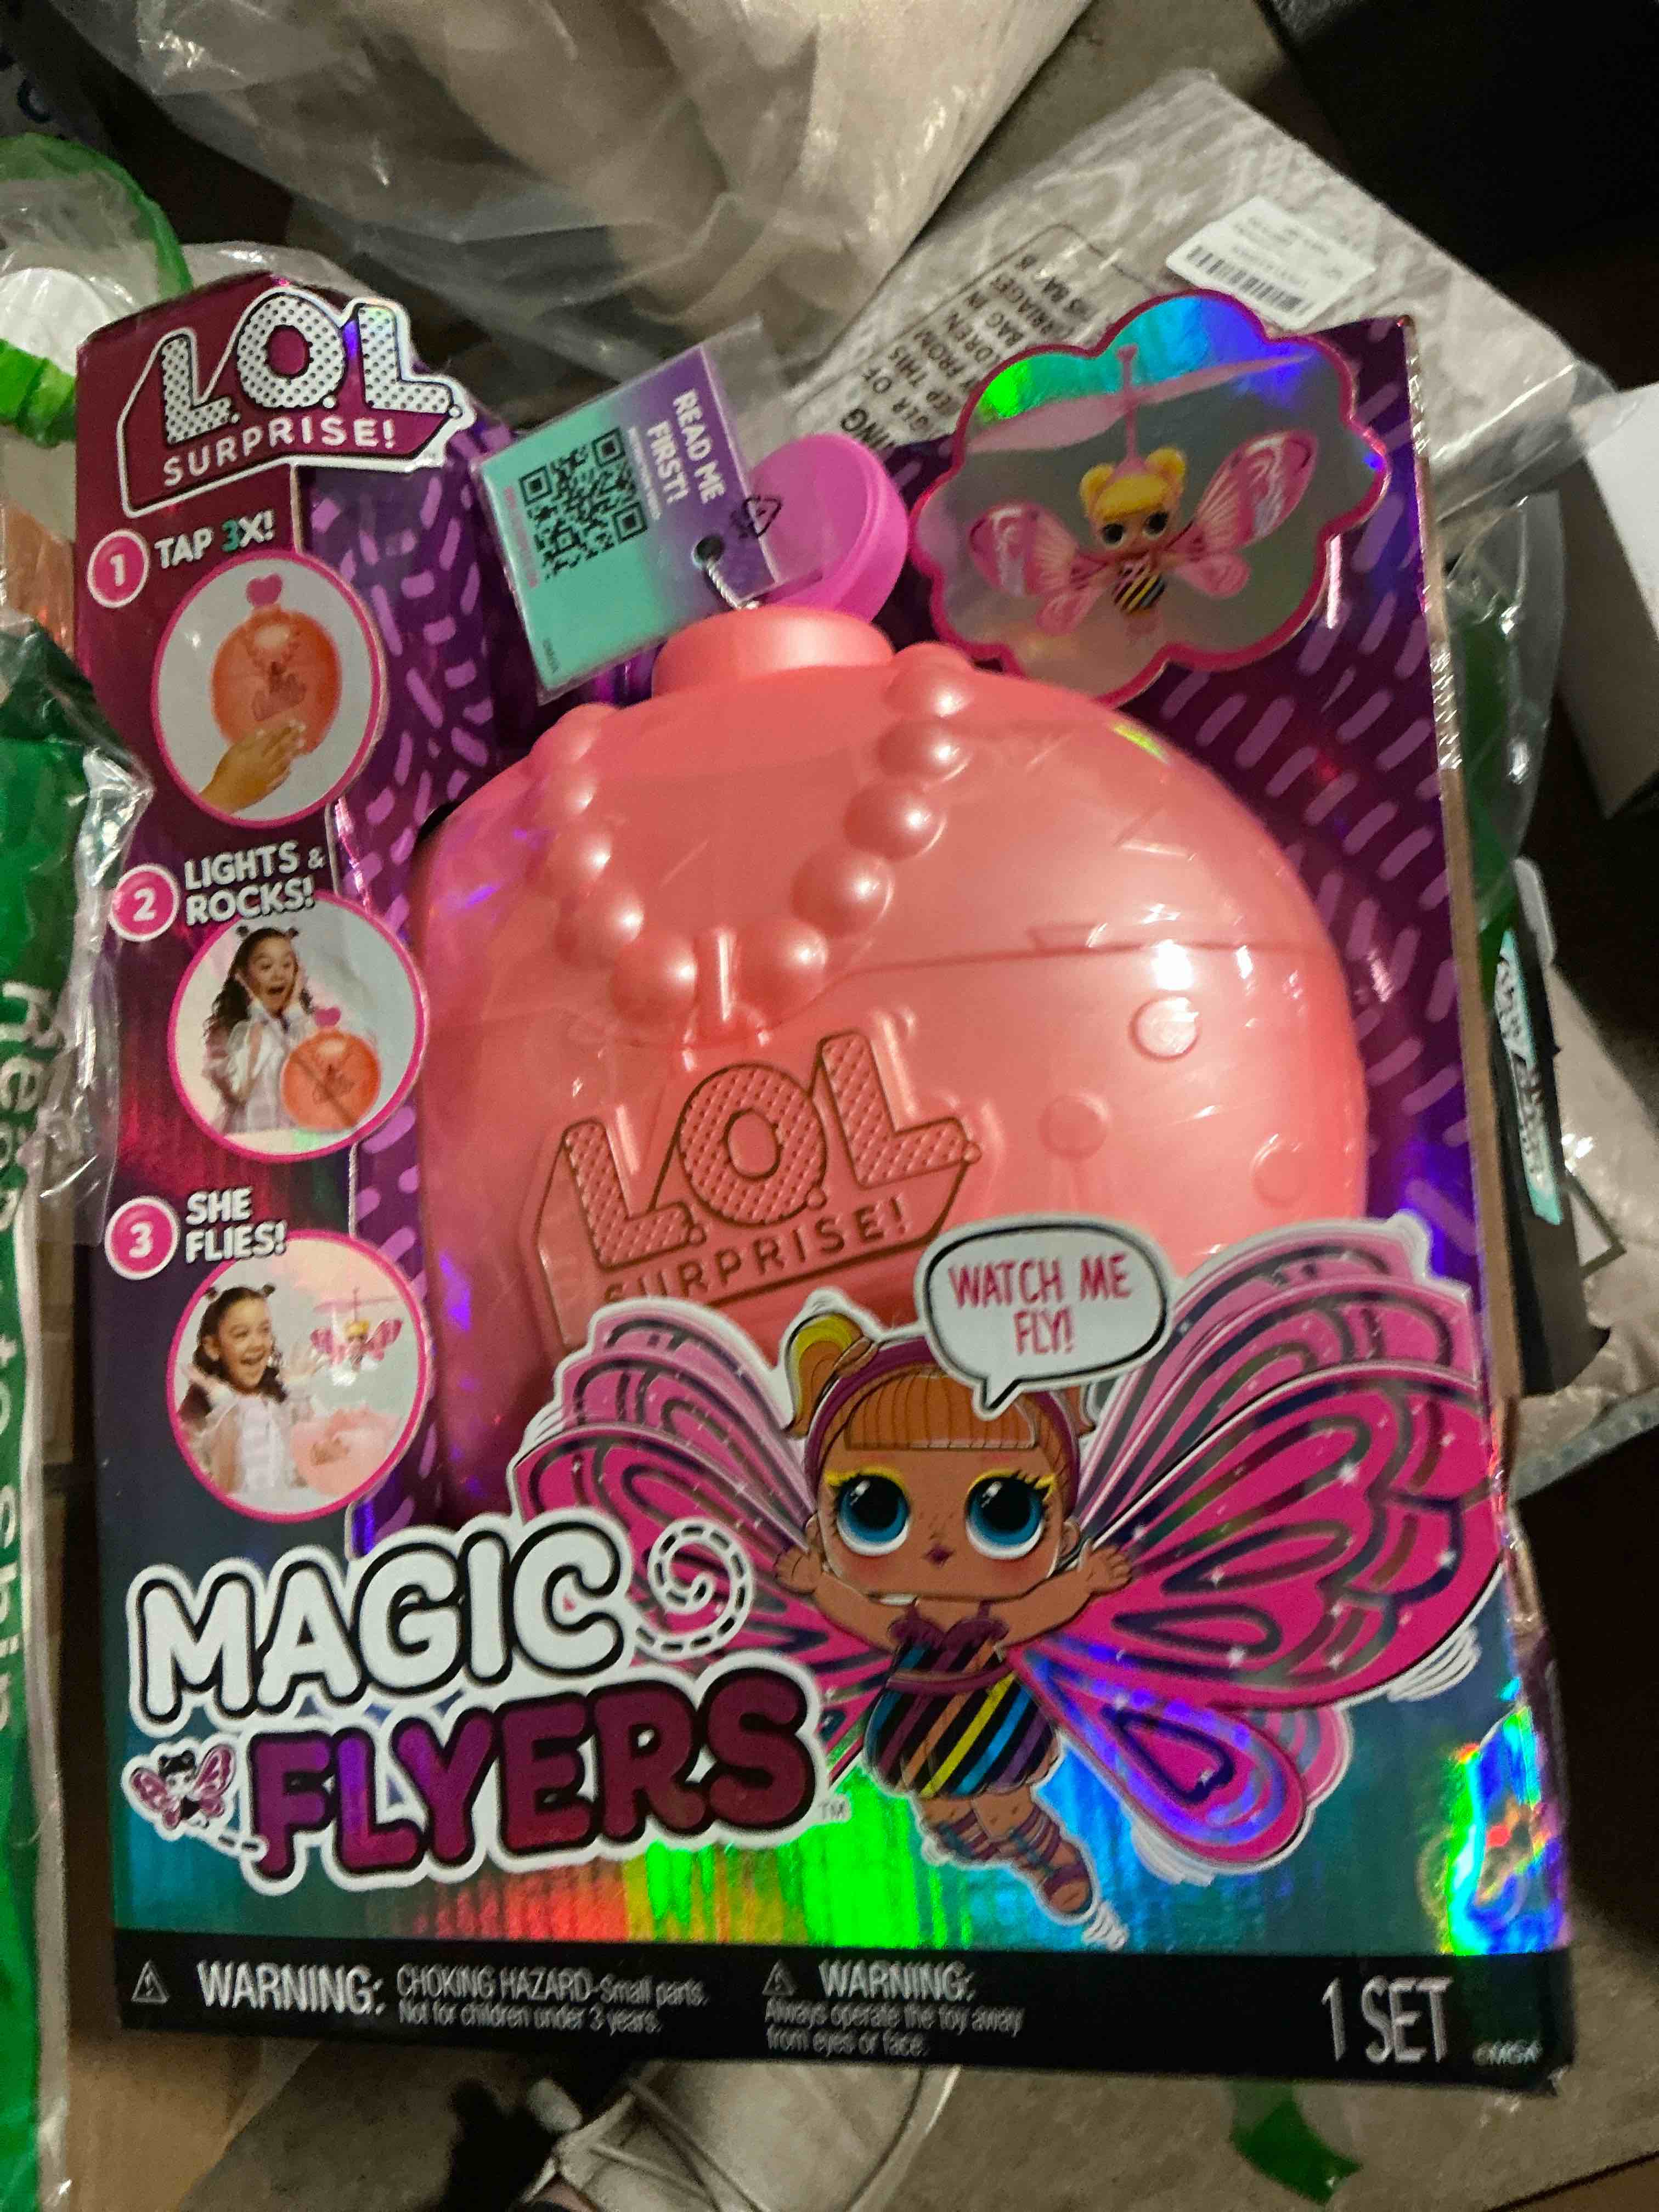 L.O.L.
SURPRISE!
READ ME
FIRST!
1
TAP 3X!
2
LIGHTS &
ROCKS!
3
SHE
FLIES!
L.O.L.
SURPRISE!
WATCH ME
FLY!
MAGIC
FLYERS
TM
WARNING:
CHOKING HAZARD-Small parts.
Not for children under 3 years.
WARNING:
Always operate the toy away
from eyes or face.
1 SET